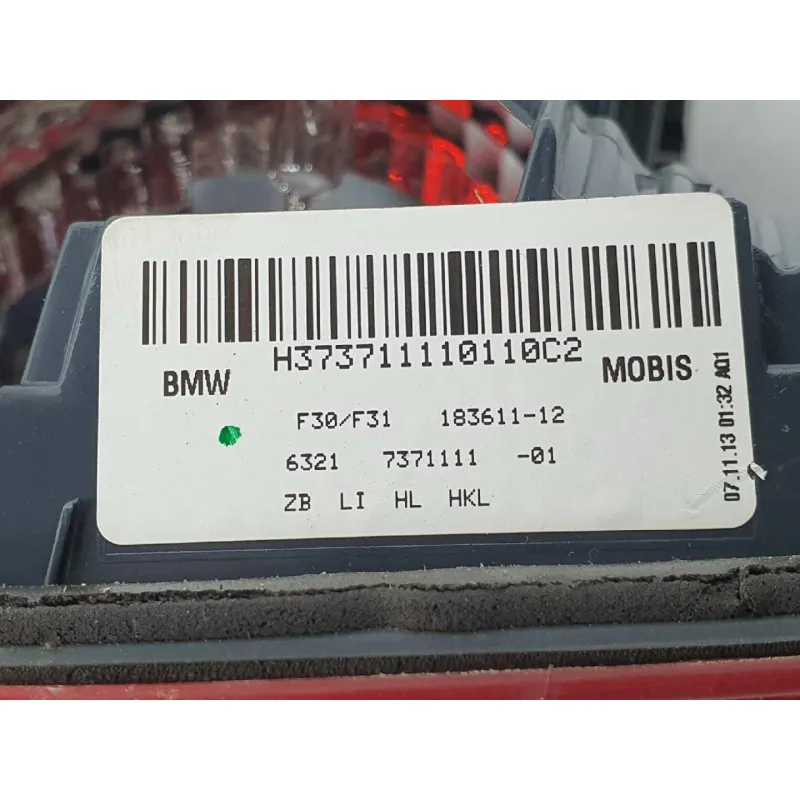 H373711110110C2
BMW MOBIS
F30/F31 183611-12
6321 7371111 -01
ZB LI HL HKL
07.11.13 01:32 A01